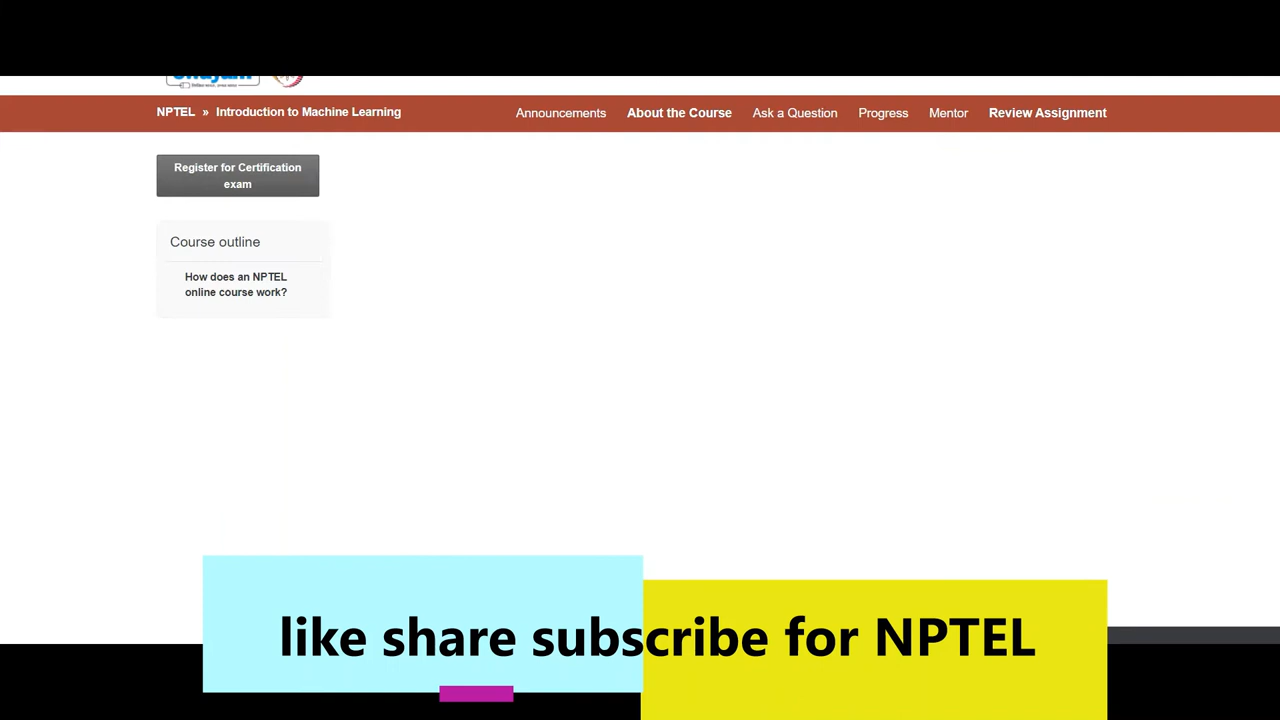 NPTEL » Introduction to Machine Learning
Announcements About the Course Ask a Question Progress Mentor Review Assignment
Register for Certification
exam
Course outline
How does an NPTEL
online course work?
like share subscribe for NPTEL